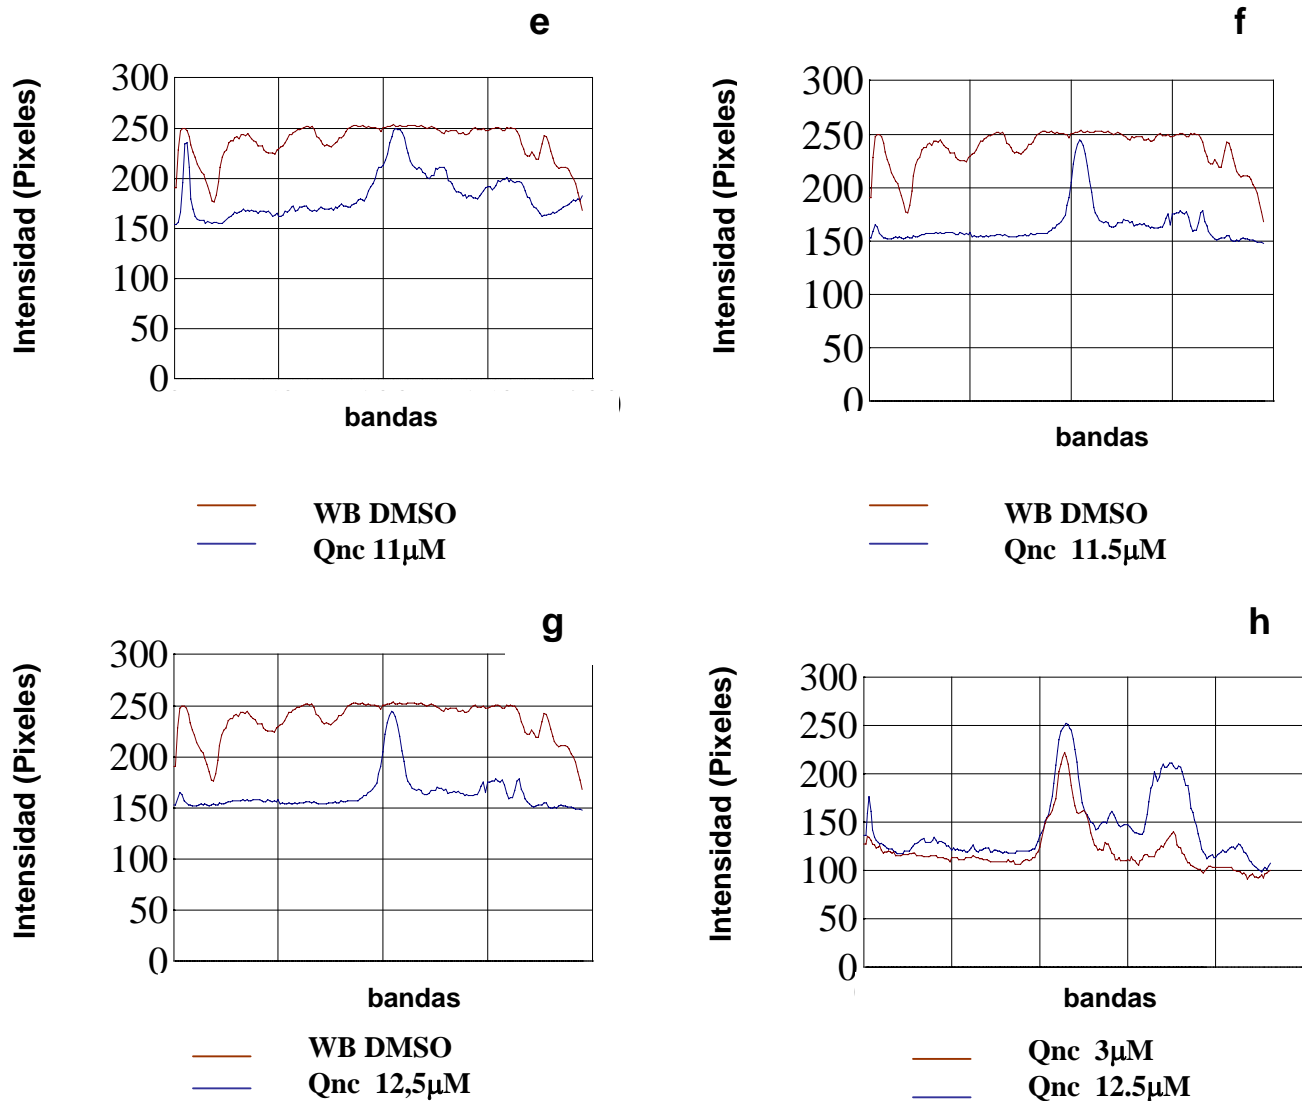 e
Intensidad (Pixeles)
300
250
200
150
100
50
0
bandas
WB DMSO
Qnc 11μM
f
Intensidad (Pixeles)
300
250
200
150
100
50
0
bandas
WB DMSO
Qnc 11.5μM
g
Intensidad (Pixeles)
300
250
200
150
100
50
0
bandas
WB DMSO
Qnc 12,5μM
h
Intensidad (Pixeles)
300
250
200
150
100
50
0
bandas
Qnc 3μM
Qnc 12.5μM